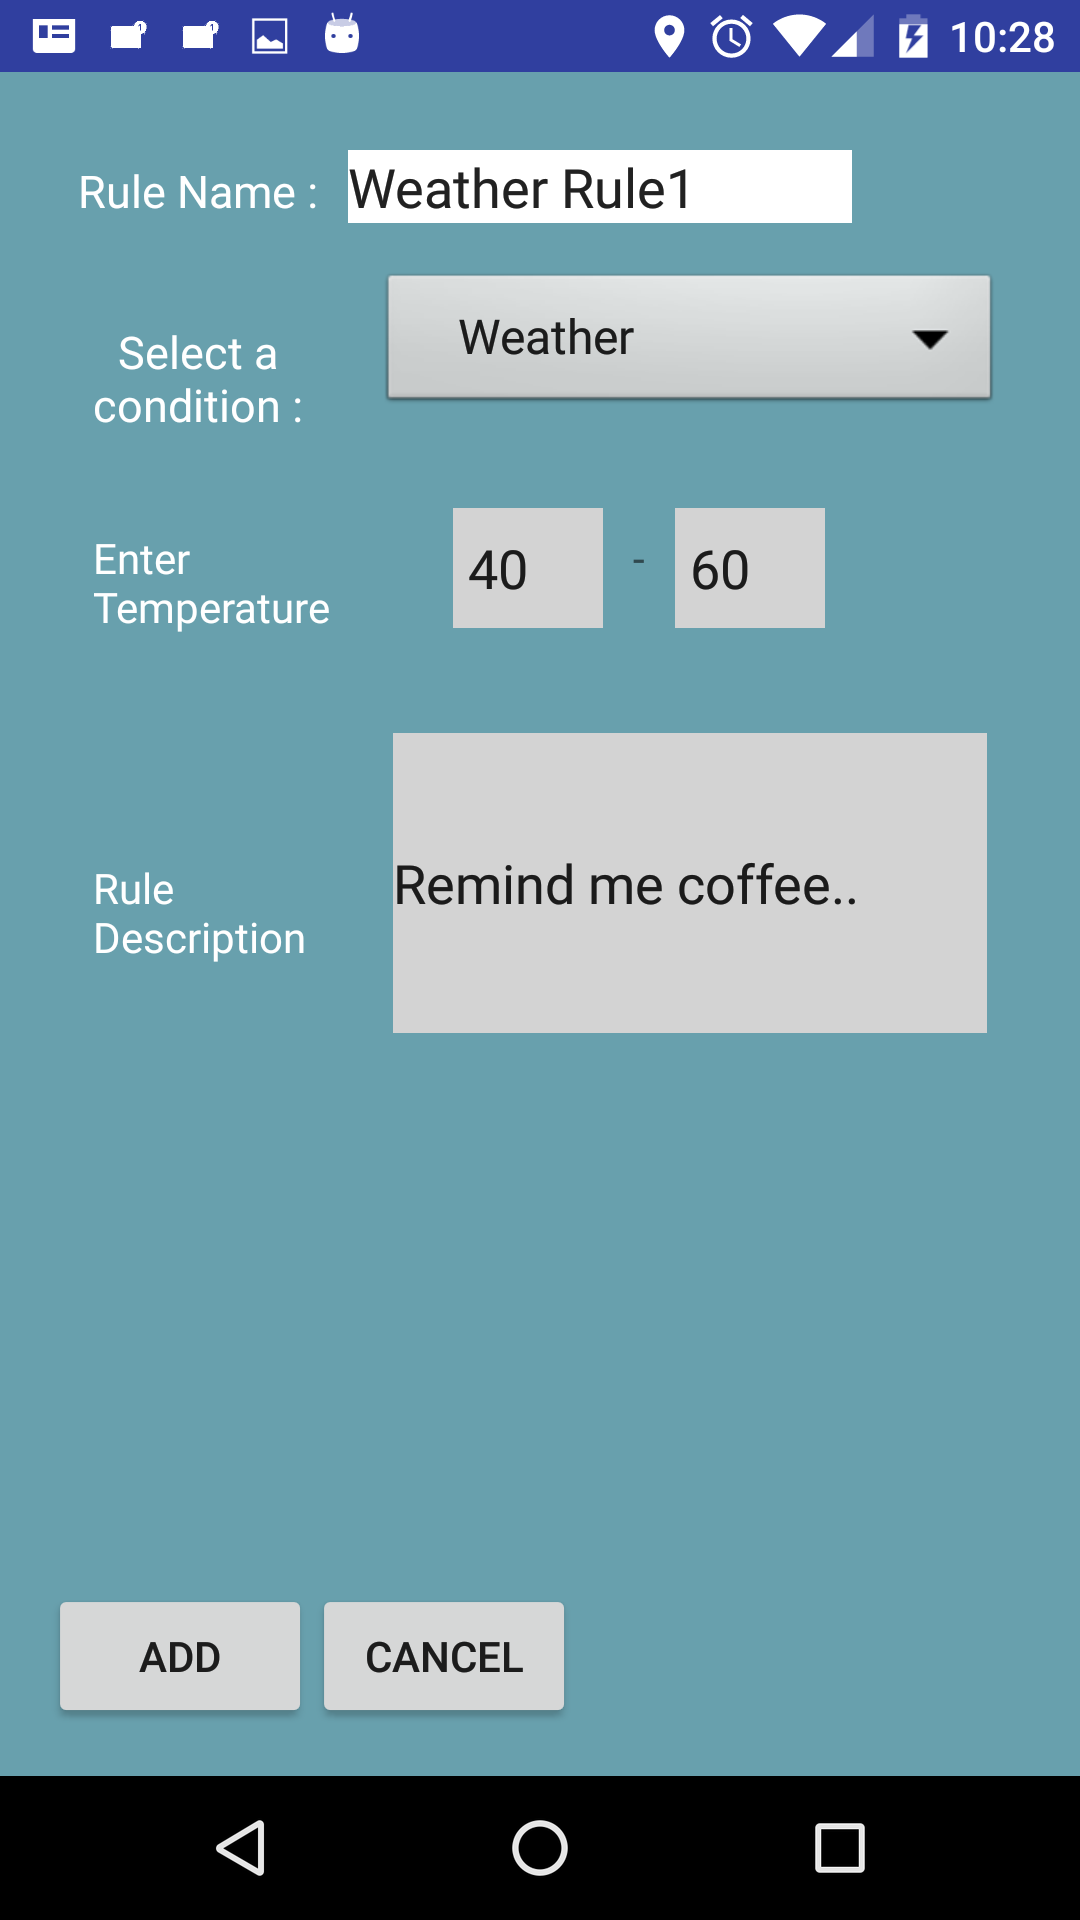 10:28
Rule Name :
Weather Rule1
Select a
condition :
Weather
Enter
Temperature
40 - 60
Rule
Description
Remind me coffee..
ADD
CANCEL